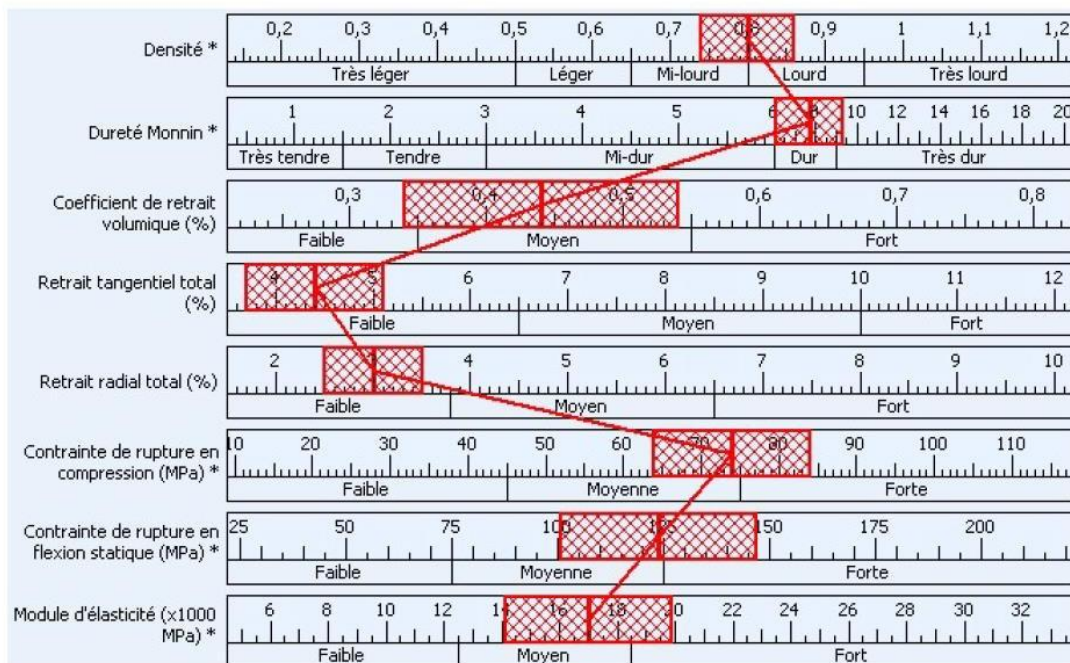 0,2 0,3 0,4 0,5 0,6 0,7 0,8 0,9 1 1,1 1,2
Densité *
Très léger Léger Mi-lourd Lourd Très lourd
1 2 3 4 5 6 8 10 12 14 16 18 20
Dureté Monnin *
Très tendre Tendre Mi-dur Dur Très dur
Coefficient de retrait 0,3 0,4 0,5 0,6 0,7 0,8
volumique (%)
Faible Moyen Fort
Retrait tangentiel total 4 5 6 7 8 9 10 11 12
(%)
Faible Moyen Fort
2 3 4 5 6 7 8 9 10
Retrait radial total (%)
Faible Moyen Fort
Contrainte de rupture en 10 20 30 40 50 60 70 80 90 100 110
compression (MPa) *
Faible Moyenne Forte
Contrainte de rupture en 25 50 75 100 125 150 175 200
flexion statique (MPa) *
Faible Moyenne Forte
Module d'élasticité (x1000 6 8 10 12 14 16 18 20 22 24 26 28 30 32
MPa) *
Faible Moyen Fort